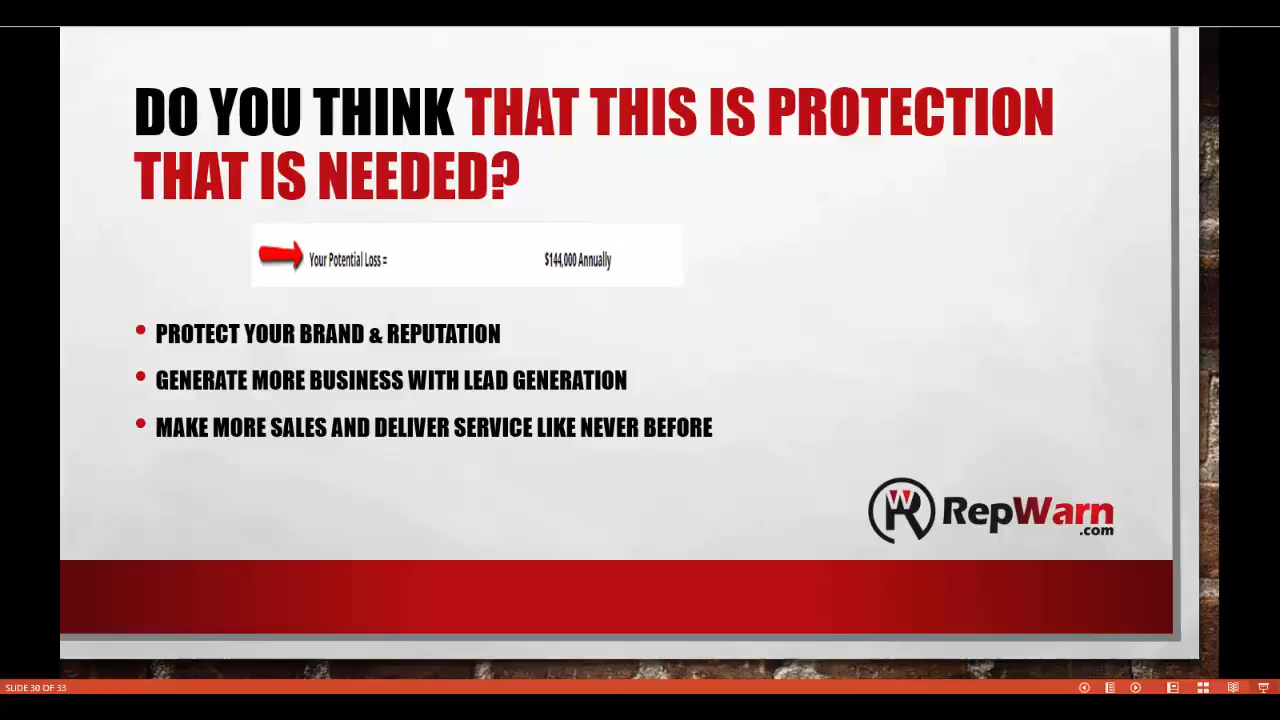 DO YOU THINK THAT THIS IS PROTECTION
THAT IS NEEDED?
Your Potential Loss = $144,000 Annually
• PROTECT YOUR BRAND & REPUTATION
• GENERATE MORE BUSINESS WITH LEAD GENERATION
• MAKE MORE SALES AND DELIVER SERVICE LIKE NEVER BEFORE
RepWarn
.com
SLIDE 30 OF 33